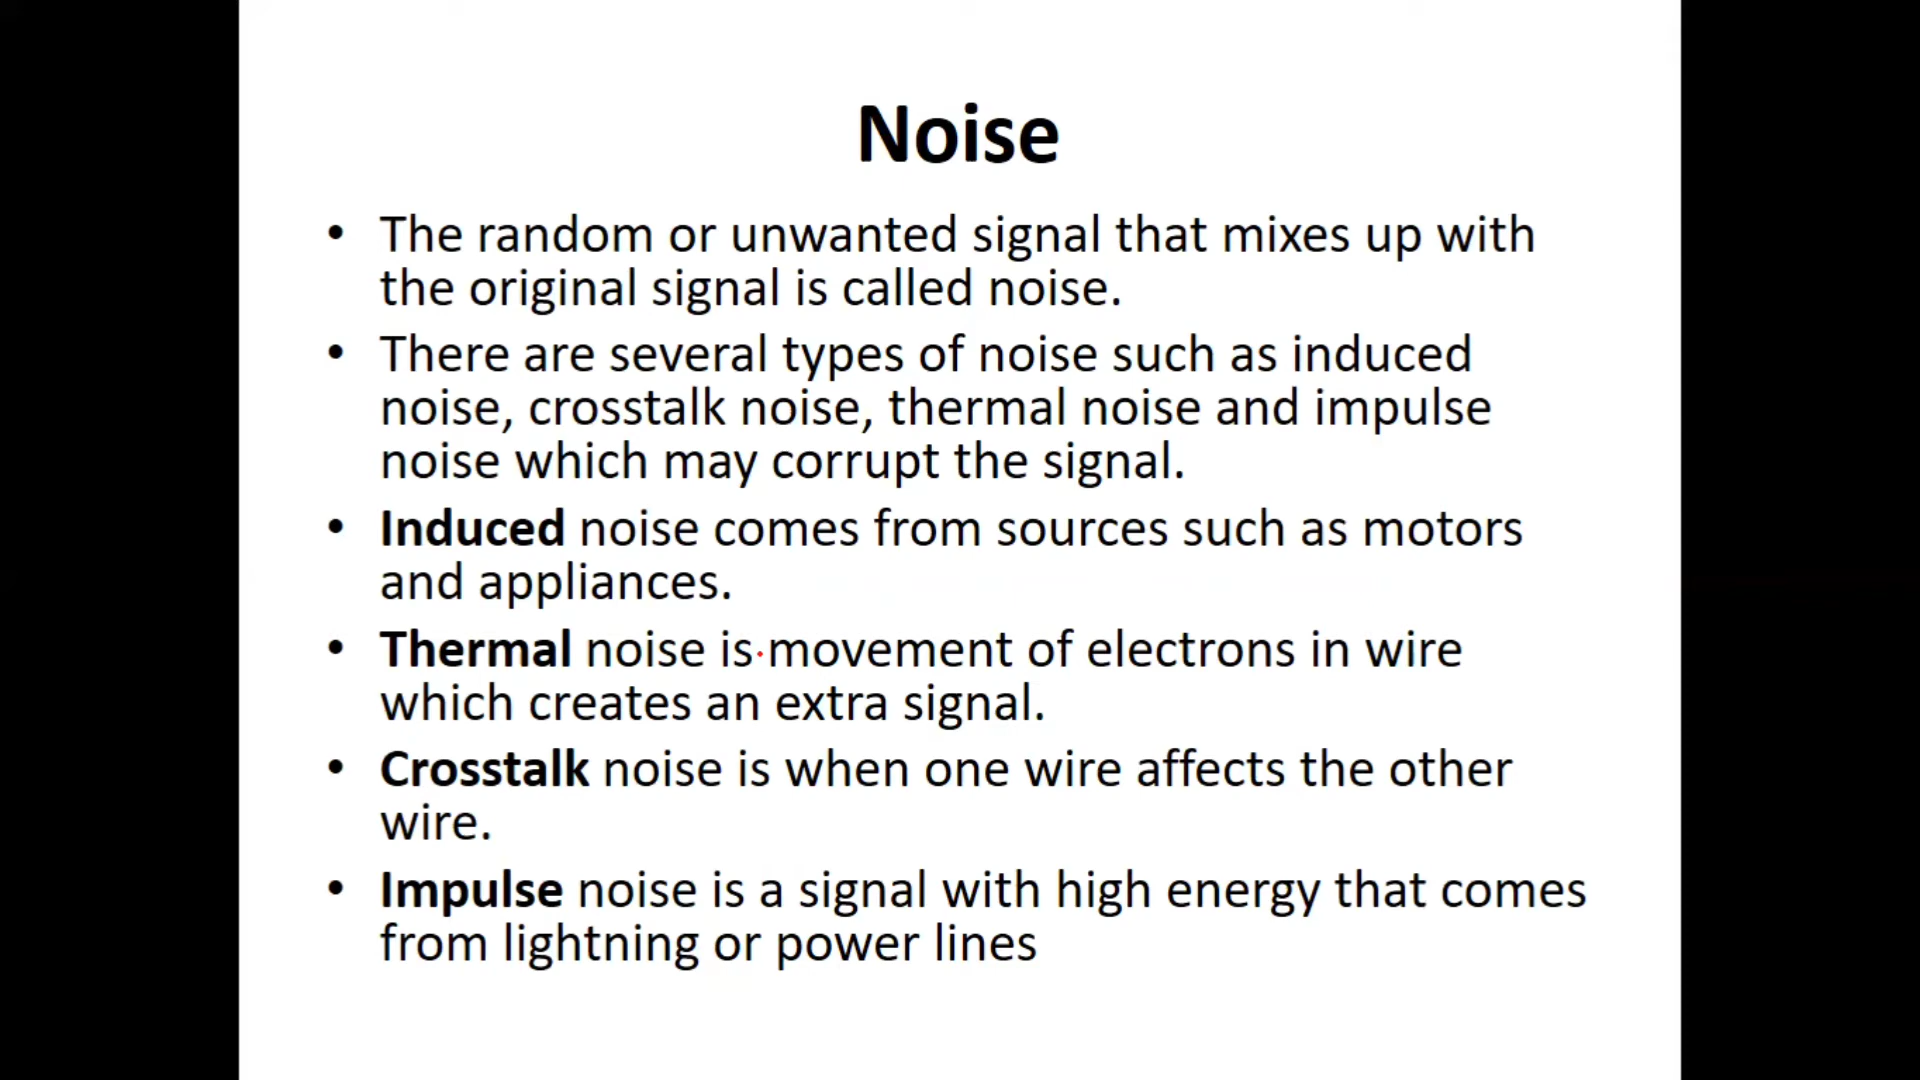 Noise
• The random or unwanted signal that mixes up with
the original signal is called noise.
• There are several types of noise such as induced
noise, crosstalk noise, thermal noise and impulse
noise which may corrupt the signal.
• Induced noise comes from sources such as motors
and appliances.
• Thermal noise is movement of electrons in wire
which creates an extra signal.
• Crosstalk noise is when one wire affects the other
wire.
• Impulse noise is a signal with high energy that comes
from lightning or power lines